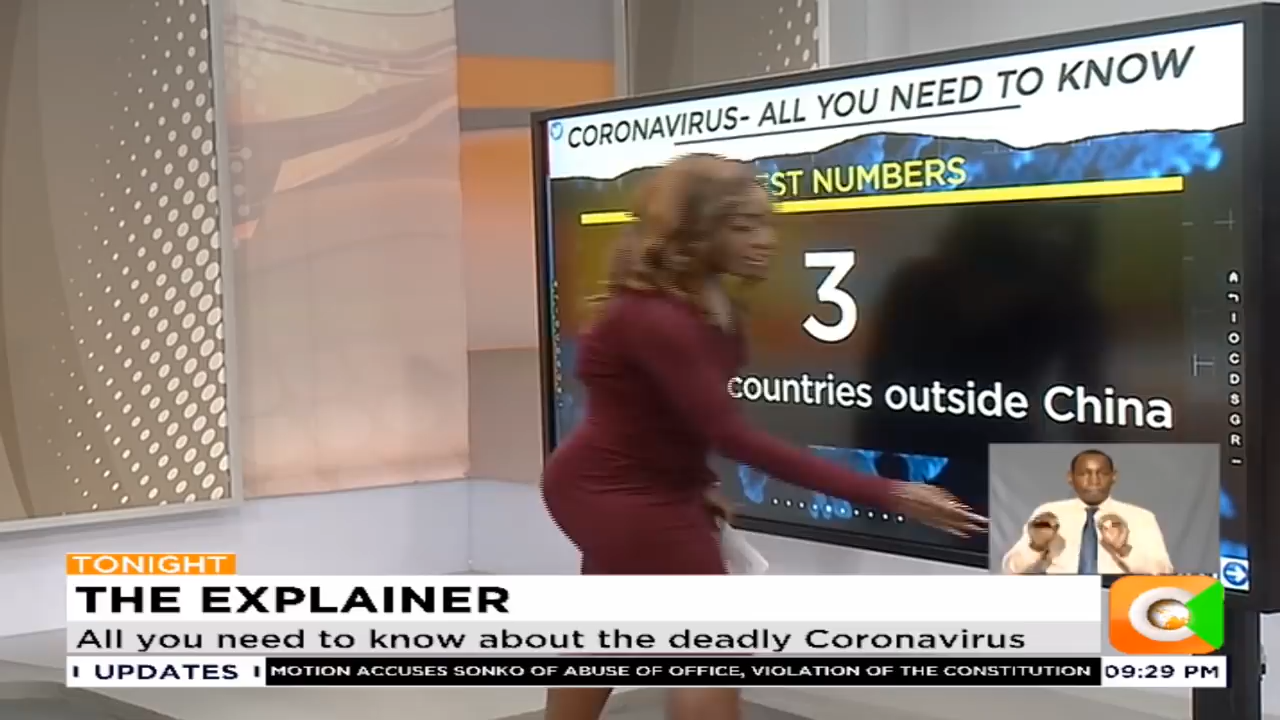 CORONAVIRUS- ALL YOU NEED TO KNOW
NUMBERS
3
countries outside China
TONIGHT
THE EXPLAINER
All you need to know about the deadly Coronavirus
UPDATES
MOTION ACCUSES SONKO OF ABUSE OF OFFICE, VIOLATION OF THE CONSTITUTION
09:29 PM